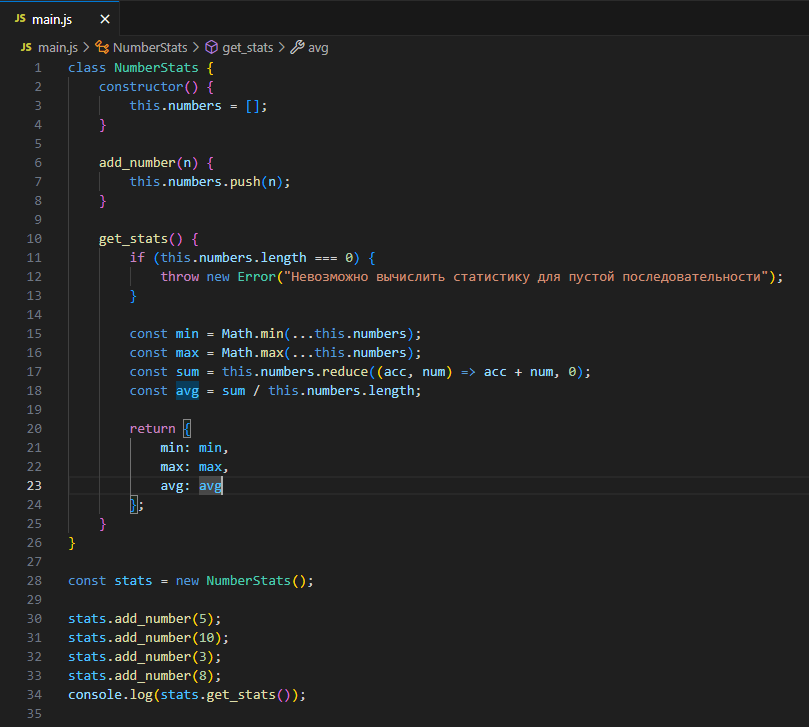 JS main.js ×
JS main.js > NumberStats > get_stats > avg
1 class NumberStats {
2     constructor() {
3         this.numbers = [];
4     }
5
6     add_number(n) {
7         this.numbers.push(n);
8     }
9
10     get_stats() {
11         if (this.numbers.length === 0) {
12             throw new Error("Невозможно вычислить статистику для пустой последовательности");
13         }
14
15         const min = Math.min(...this.numbers);
16         const max = Math.max(...this.numbers);
17         const sum = this.numbers.reduce((acc, num) => acc + num, 0);
18         const avg = sum / this.numbers.length;
19
20         return {
21             min: min,
22             max: max,
23             avg: avg
24         };
25     }
26 }
27
28 const stats = new NumberStats();
29
30 stats.add_number(5);
31 stats.add_number(10);
32 stats.add_number(3);
33 stats.add_number(8);
34 console.log(stats.get_stats());
35